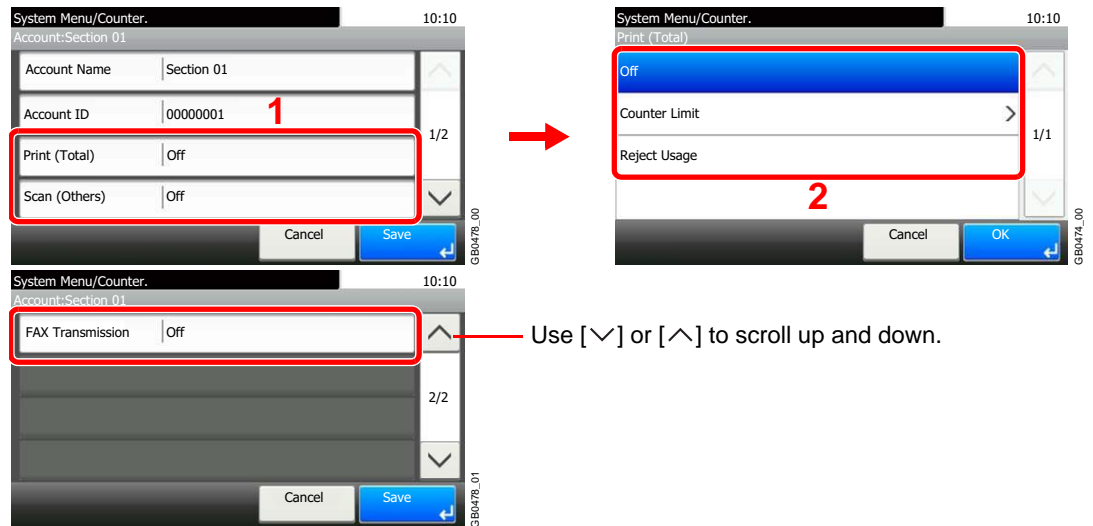 System Menu/Counter. 10:10
Account:Section 01
Account Name Section 01
Account ID 00000001
1
1/2
Print (Total) Off
Scan (Others) Off
Cancel Save
GB0478_00
System Menu/Counter. 10:10
Print (Total)
Off
Counter Limit
1/1
Reject Usage
2
Cancel OK
GB0474_00
System Menu/Counter. 10:10
Account:Section 01
FAX Transmission Off
2/2
Cancel Save
GB0478_01
Use [∨] or [∧] to scroll up and down.